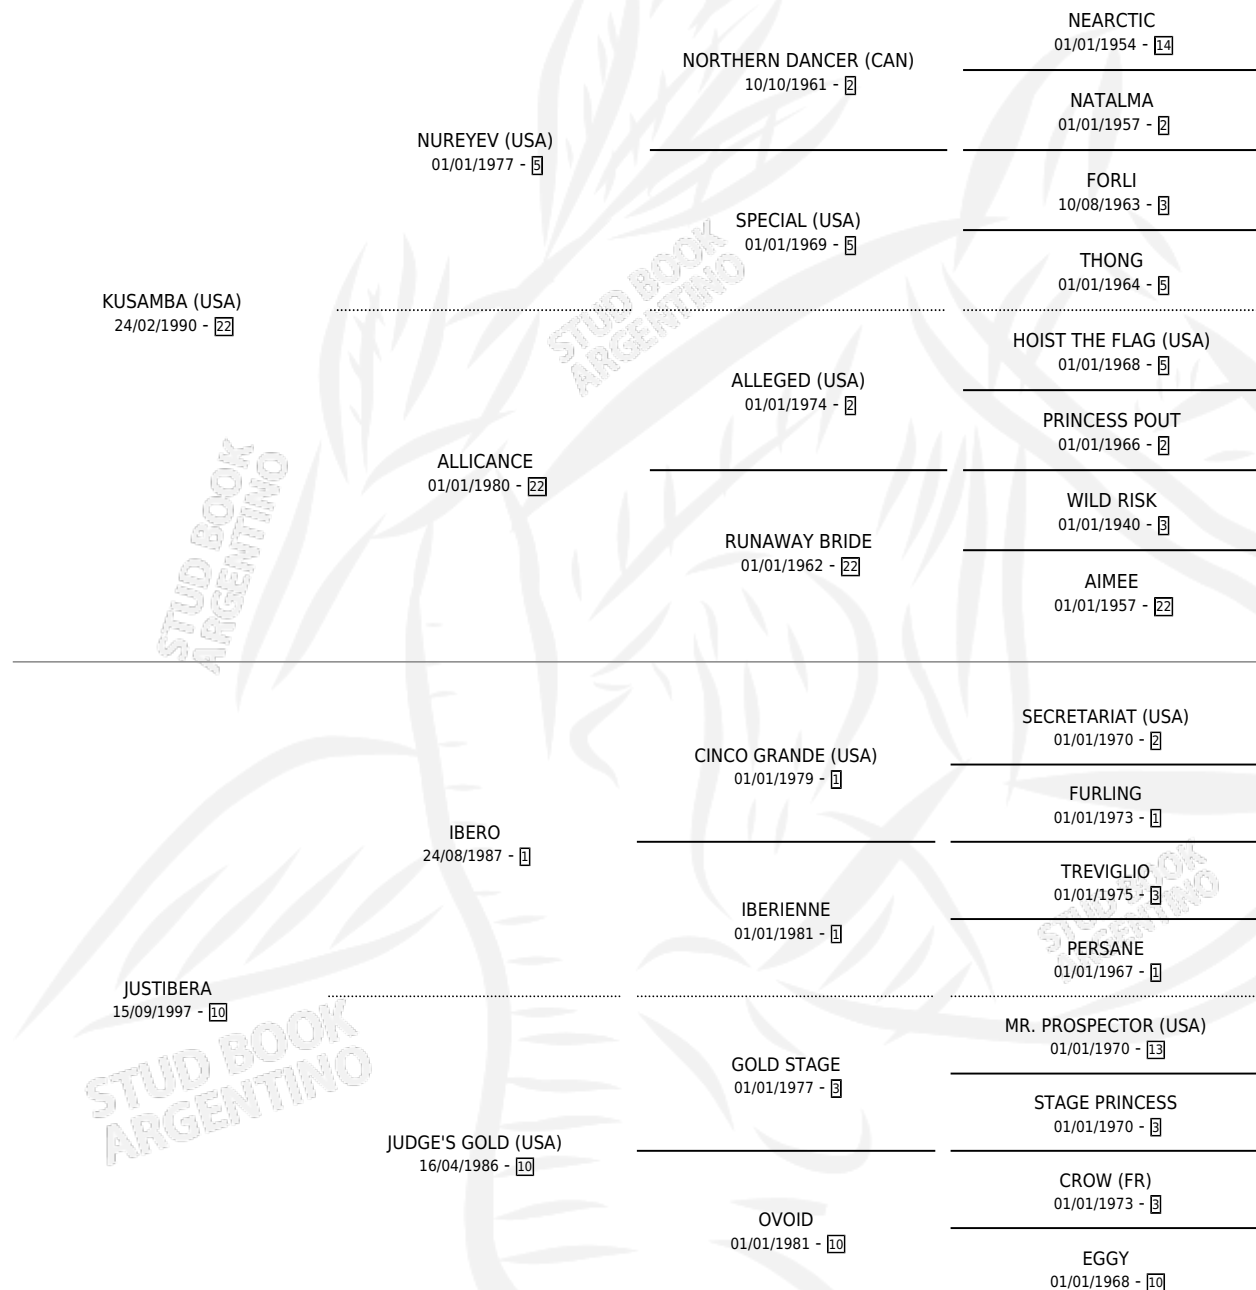 NEARCTIC
01/01/1954 - 14
NORTHERN DANCER (CAN)
10/10/1961 - 2
NATALMA
01/01/1957 - 2
NUREYEV (USA)
01/01/1977 - 5
FORLI
10/08/1963 - 3
SPECIAL (USA)
01/01/1969 - 5
THONG
01/01/1964 - 5
STUD BOOK
ARGENTINO
KUSAMBA (USA)
24/02/1990 - 22
HOIST THE FLAG (USA)
01/01/1968 - 5
ALLEGED (USA)
01/01/1974 - 2
PRINCESS POUT
01/01/1966 - 2
ALLICANCE
01/01/1980 - 22
WILD RISK
01/01/1940 - 3
RUNAWAY BRIDE
01/01/1962 - 22
AIMEE
01/01/1957 - 22
STUD BOOK
ARGENTINO
SECRETARIAT (USA)
01/01/1970 - 2
CINCO GRANDE (USA)
01/01/1979 - 1
FURLING
01/01/1973 - 1
IBERO
24/08/1987 - 1
TREVIGLIO
01/01/1975 - 3
IBERIENNE
01/01/1981 - 1
PERSANE
01/01/1967 - 1
STUD BOOK
ARGENTINO
JUSTIBERA
15/09/1997 - 10
MR. PROSPECTOR (USA)
01/01/1970 - 13
GOLD STAGE
01/01/1977 - 3
STAGE PRINCESS
01/01/1970 - 3
STUD BOOK
ARGENTINO
JUDGE'S GOLD (USA)
16/04/1986 - 10
CROW (FR)
01/01/1973 - 3
OVOID
01/01/1981 - 10
EGGY
01/01/1968 - 10